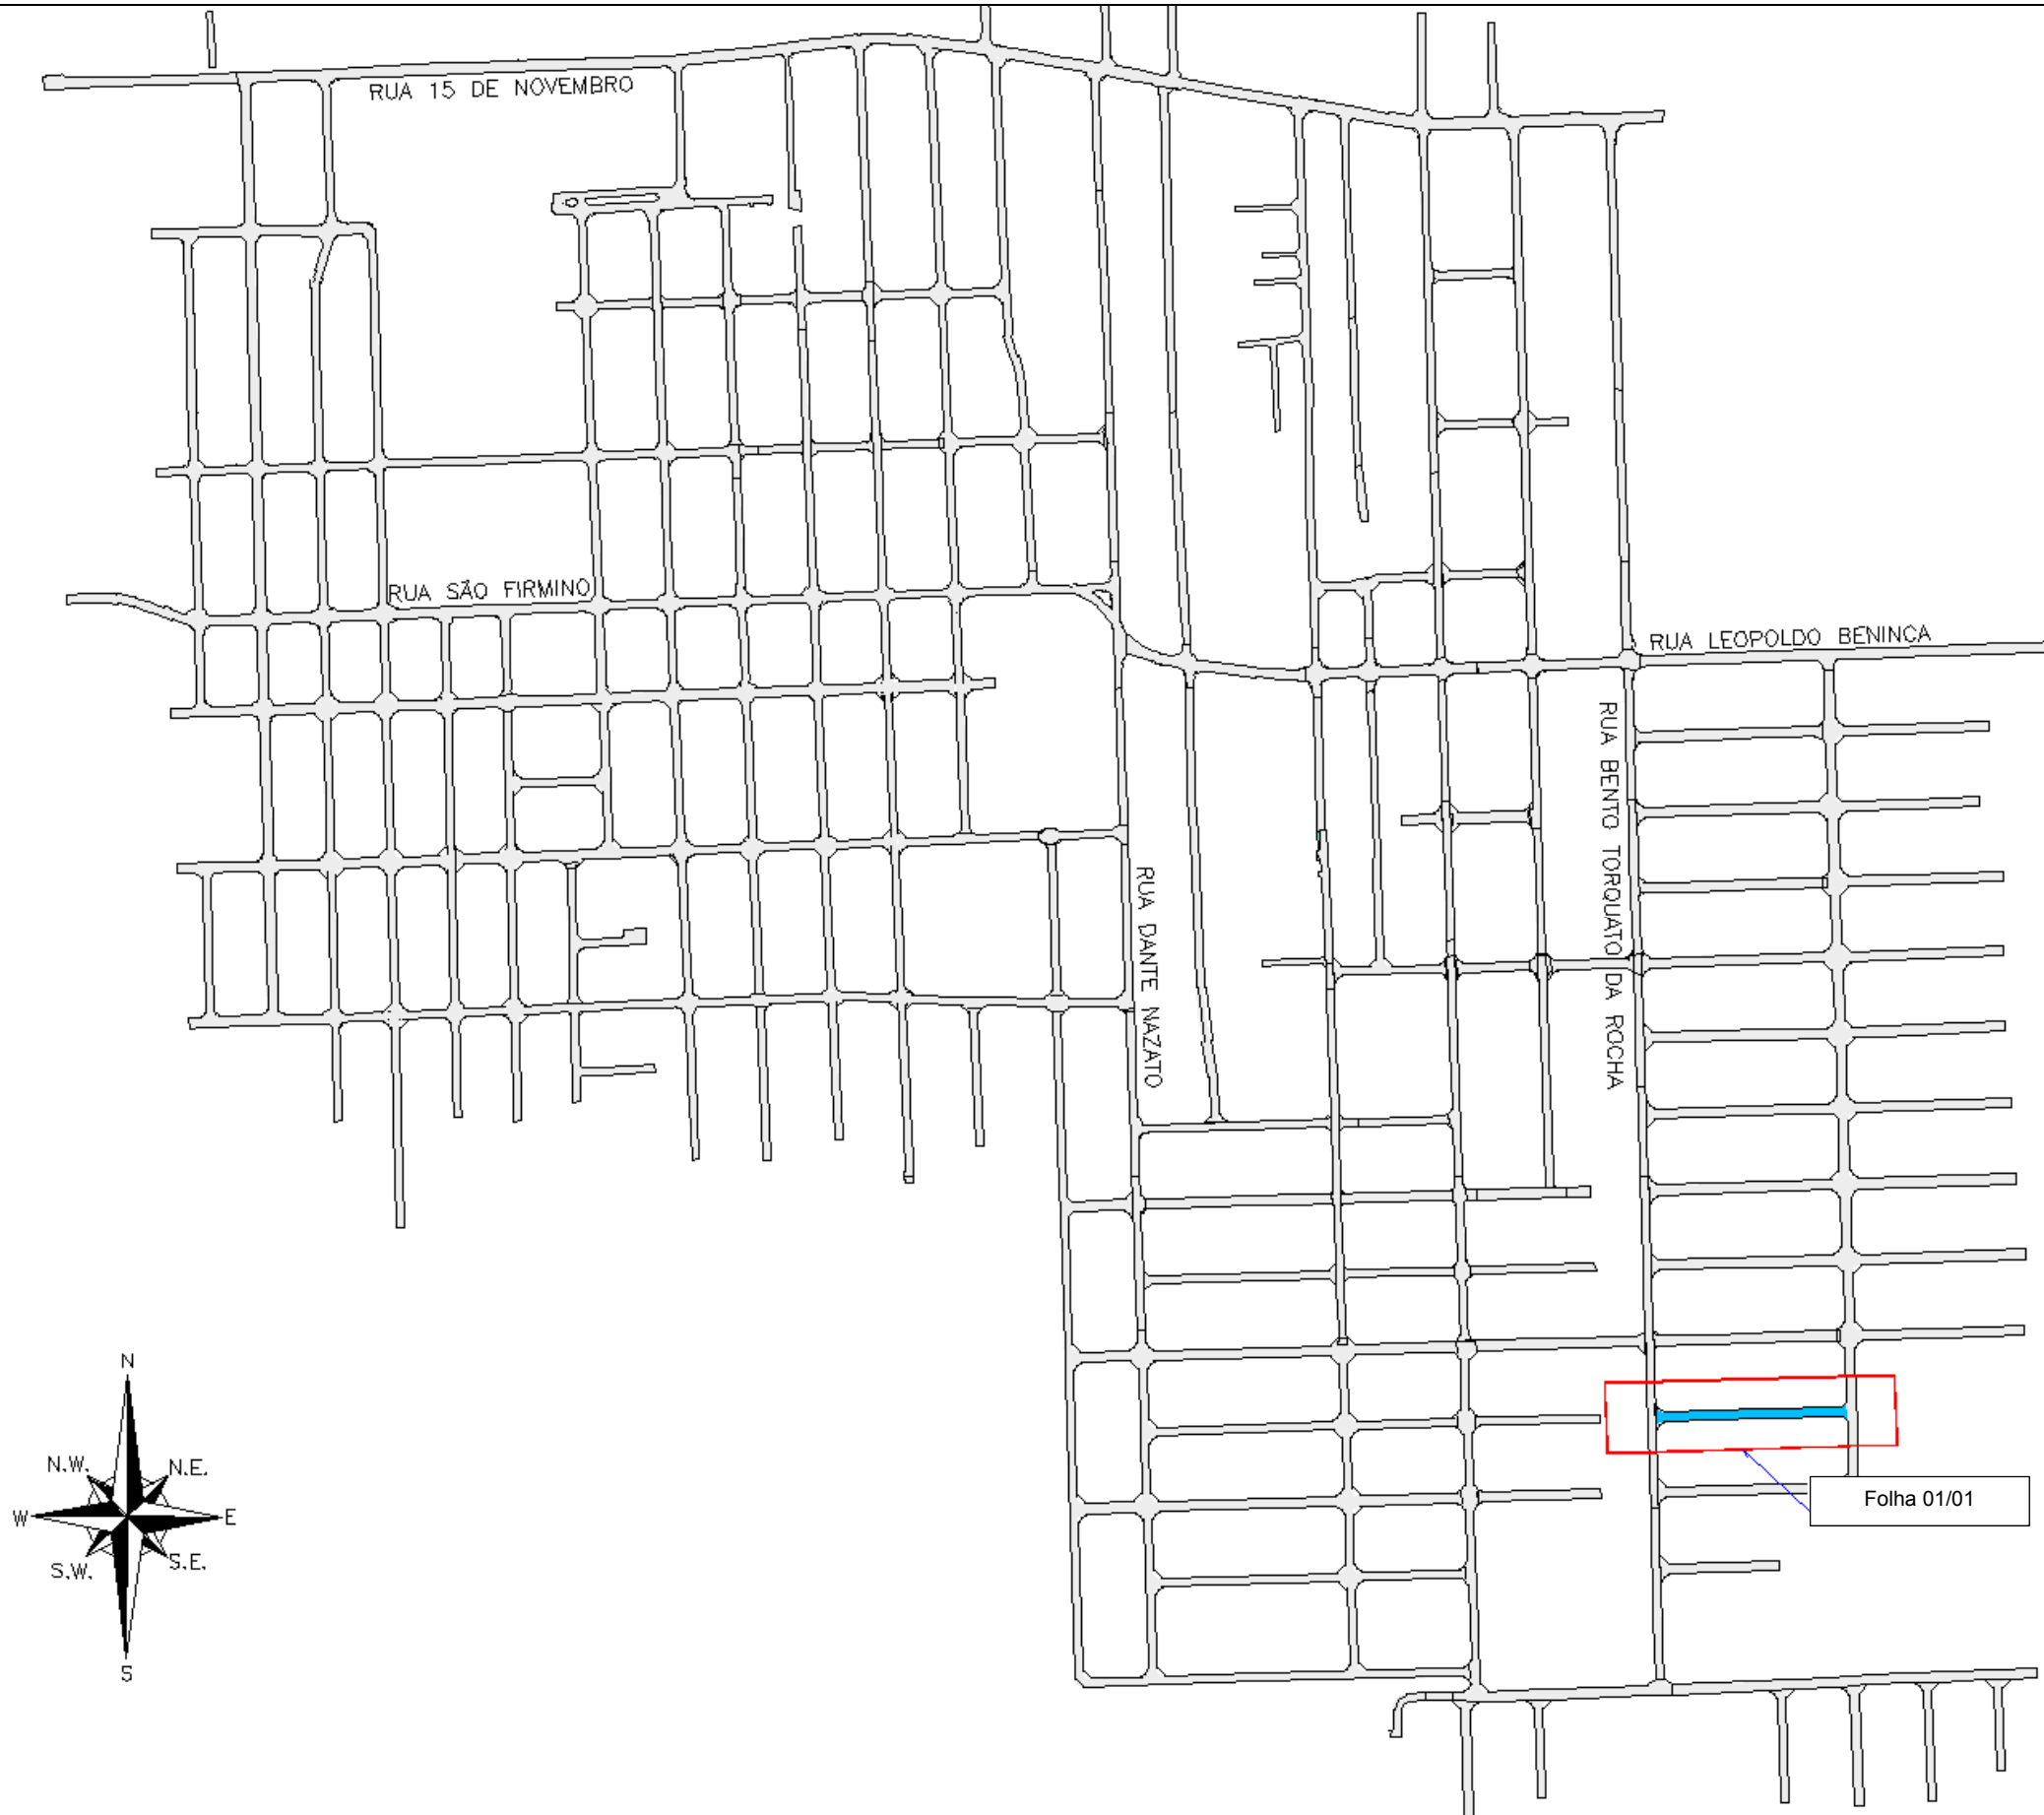 RUA 15 DE NOVEMBRO
RUA SÃO FIRMINO
RUA LEOPOLDO BENINCA
RUA BENTO TORQUATO DA ROCHA
RUA DANTE NAZATO
N
N.W.
N.E.
W
E
S.W.
S.E.
S
Folha 01/01